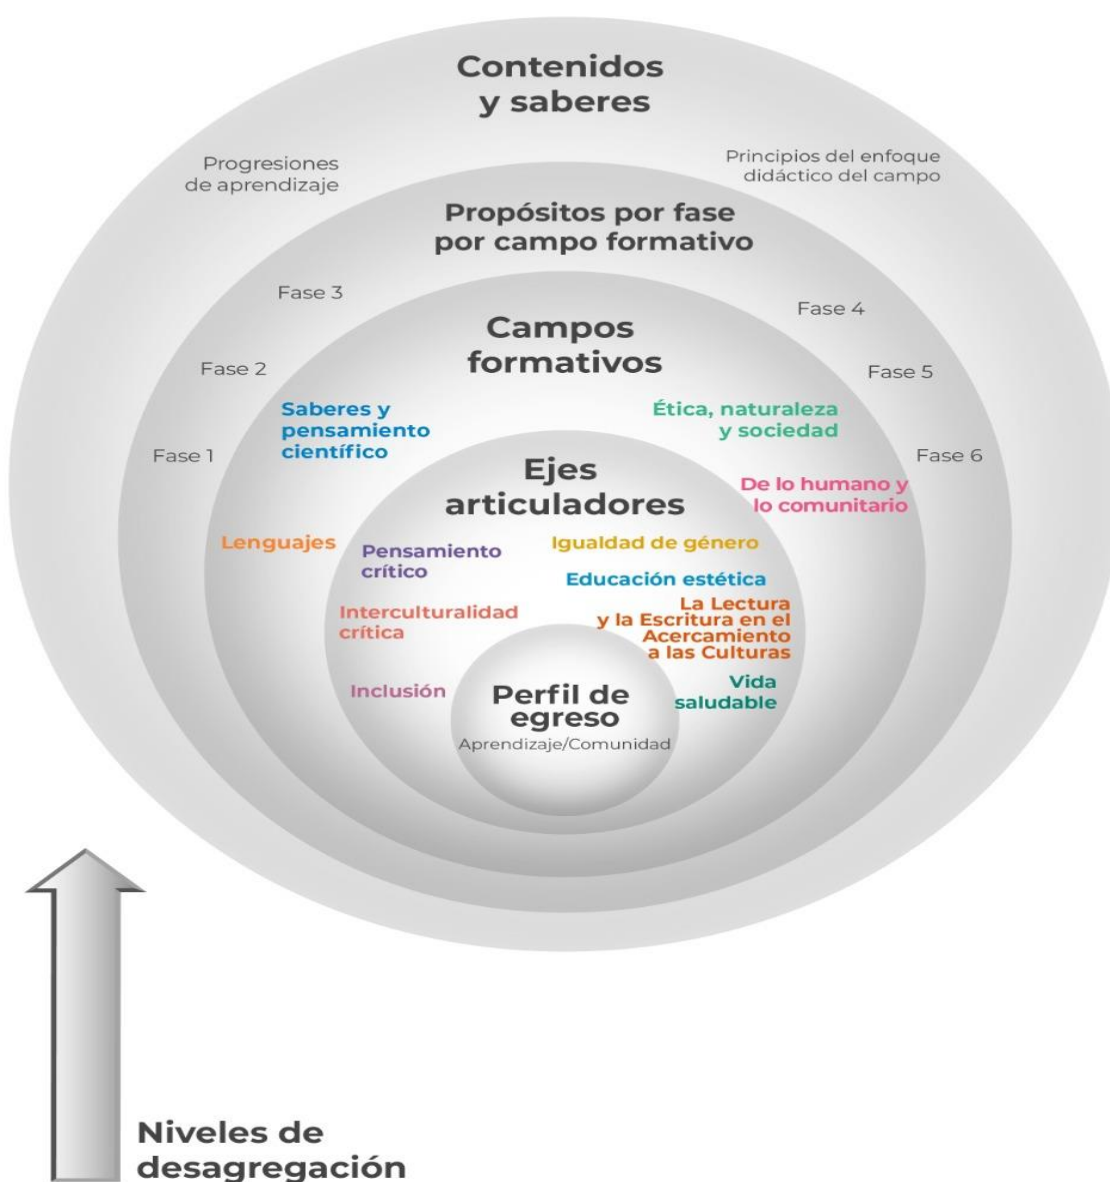 Contenidos
y saberes
Progresiones
de aprendizaje
Principios del enfoque
didáctico del campo
Propósitos por fase
por campo formativo
Fase 3
Fase 4
Fase 2
Fase 5
Fase 1
Fase 6
Campos
formativos
Saberes y
pensamiento
científico
Ética, naturaleza
y sociedad
De lo humano y
lo comunitario
Lenguajes
Ejes
articuladores
Pensamiento
crítico
Igualdad de género
Educación estética
Interculturalidad
crítica
La Lectura
y la Escritura en el
Acercamiento
a las Culturas
Inclusión
Vida
saludable
Perfil de
egreso
Aprendizaje/Comunidad
Niveles de
desagregación